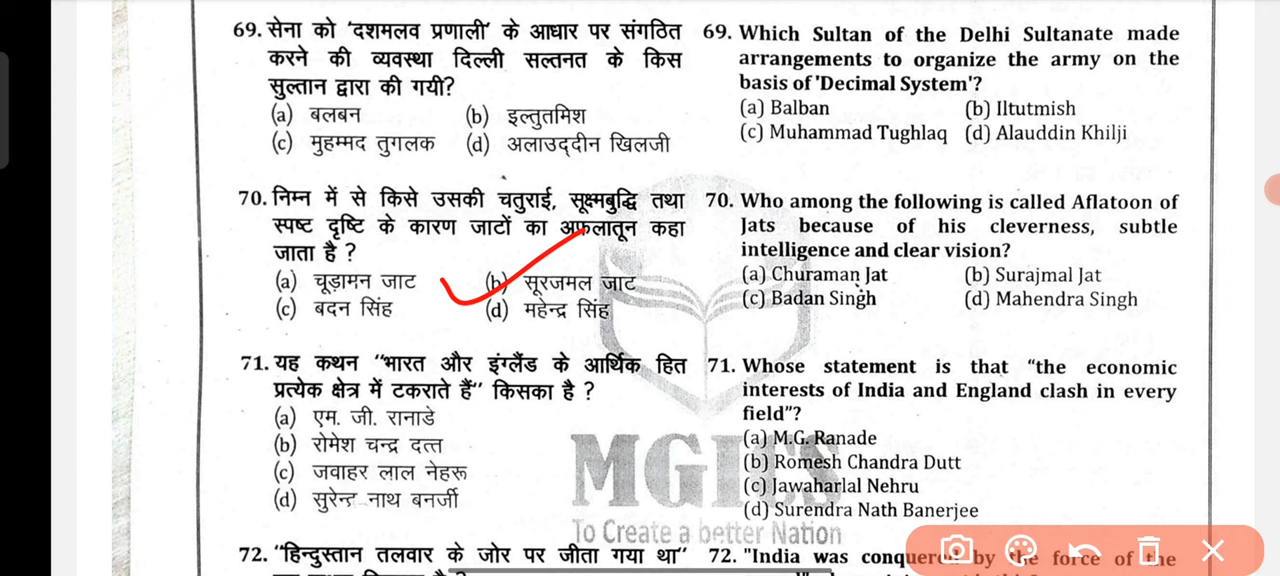 69. सेना को 'दशमलव प्रणाली' के आधार पर संगठित
करने की व्यवस्था दिल्ली सल्तनत के किस
सुल्तान द्वारा की गयी?
(a) बलबन (b) इल्तुतमिश
(c) मुहम्मद तुगलक (d) अलाउद्दीन खिलजी
70. निम्न में से किसे उसकी चतुराई, सूक्ष्मबुद्धि तथा
स्पष्ट दृष्टि के कारण जाटों का अफलातून कहा
जाता है ?
(a) चूड़ामन जाट (b) सूरजमल जाट
(c) बदन सिंह (d) महेन्द्र सिंह
71. यह कथन "भारत और इंग्लैंड के आर्थिक हित
प्रत्येक क्षेत्र में टकराते हैं" किसका है ?
(a) एम. जी. रानाडे
(b) रोमेश चन्द्र दत्त
(c) जवाहर लाल नेहरू
(d) सुरेन्द्र नाथ बनर्जी
72. "हिन्दुस्तान तलवार के जोर पर जीता गया था"
69. Which Sultan of the Delhi Sultanate made
arrangements to organize the army on the
basis of 'Decimal System'?
(a) Balban (b) Iltutmish
(c) Muhammad Tughlaq (d) Alauddin Khilji
70. Who among the following is called Aflatoon of
Jats because of his cleverness, subtle
intelligence and clear vision?
(a) Churaman Jat (b) Surajmal Jat
(c) Badan Singh (d) Mahendra Singh
71. Whose statement is that "the economic
interests of India and England clash in every
field"?
(a) M.G. Ranade
(b) Romesh Chandra Dutt
(c) Jawaharlal Nehru
(d) Surendra Nath Banerjee
72. "India was conquered by the force of the
To Create a better Nation